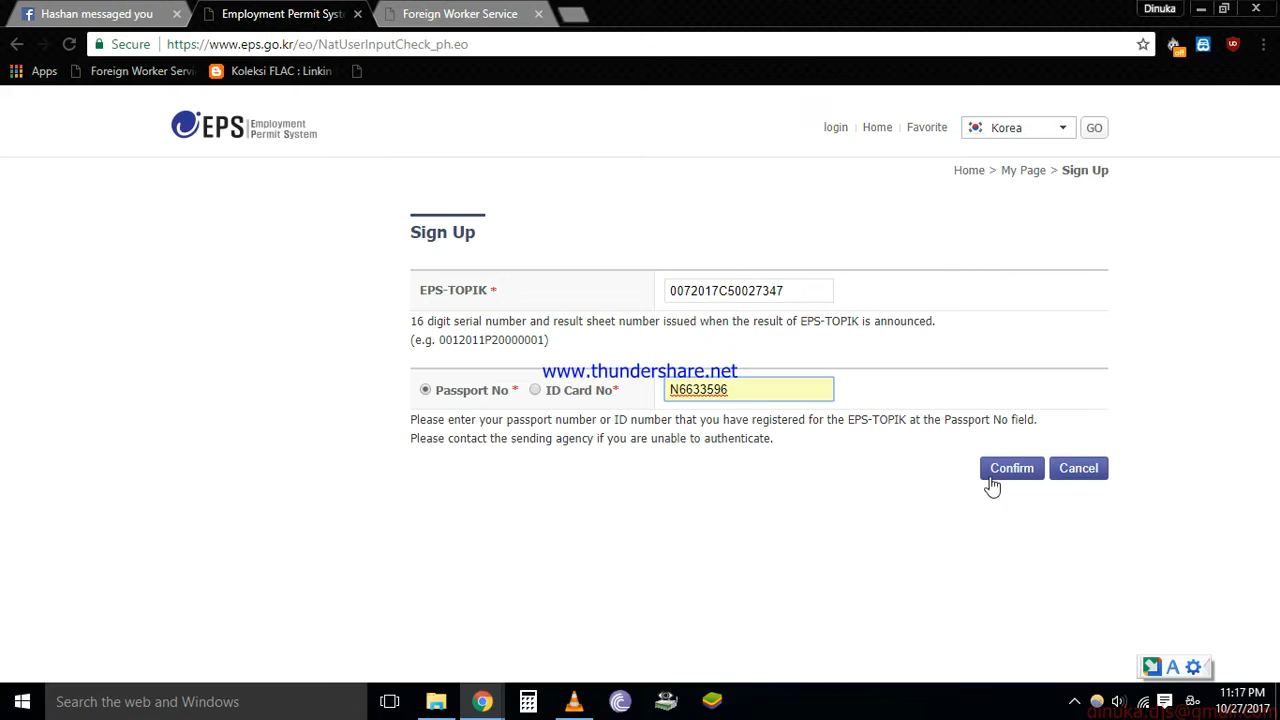 Hashan messaged you
Employment Permit Syst
Foreign Worker Service
Dinuka
Secure
https://www.eps.go.kr/eo/NatUserInputCheck_ph.eo
Apps
Foreign Worker Servi
Koleksi FLAC : Linkin
EPS Employment Permit System
login
Home
Favorite
Korea
GO
Home > My Page > Sign Up
Sign Up
EPS-TOPIK *
0072017C50027347
16 digit serial number and result sheet number issued when the result of EPS-TOPIK is announced.
(e.g. 0012011P20000001)
www.thundershare.net
Passport No *
ID Card No*
N6633596
Please enter your passport number or ID number that you have registered for the EPS-TOPIK at the Passport No field.
Please contact the sending agency if you are unable to authenticate.
Confirm
Cancel
A
Search the web and Windows
11:17 PM
10/27/2017
dinuka.djs@gmail.com